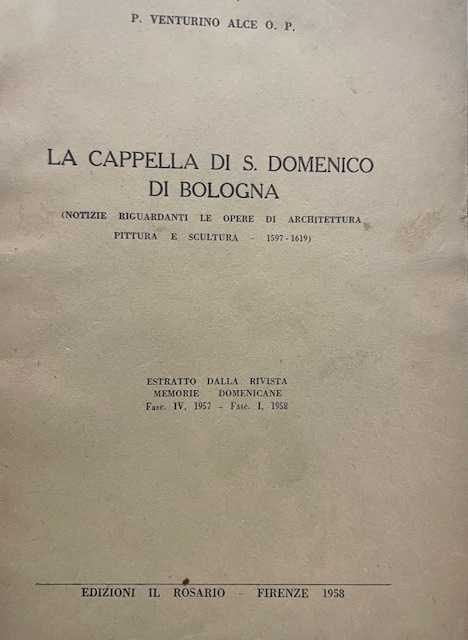 P. VENTURINO ALCE O. P.
LA CAPPELLA DI S. DOMENICO
DI BOLOGNA
(NOTIZIE RIGUARDANTI LE OPERE DI ARCHITETTURA
PITTURA E SCULTURA - 1597-1619)
ESTRATTO DALLA RIVISTA
MEMORIE DOMENICANE
Fasc. IV, 1957 - Fasc. I, 1958
EDIZIONI IL ROSARIO - FIRENZE 1958